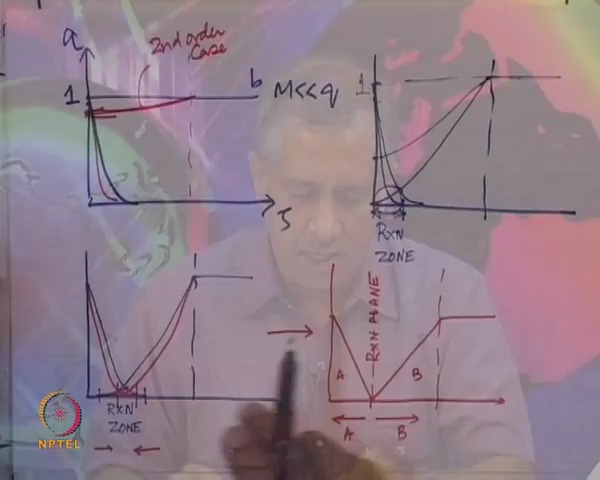 a
2nd order
case
1
b
M<<q
ζ
1
RXN
ZONE
RXN
ZONE
RXN PLANE
A
B
A
B
NPTEL